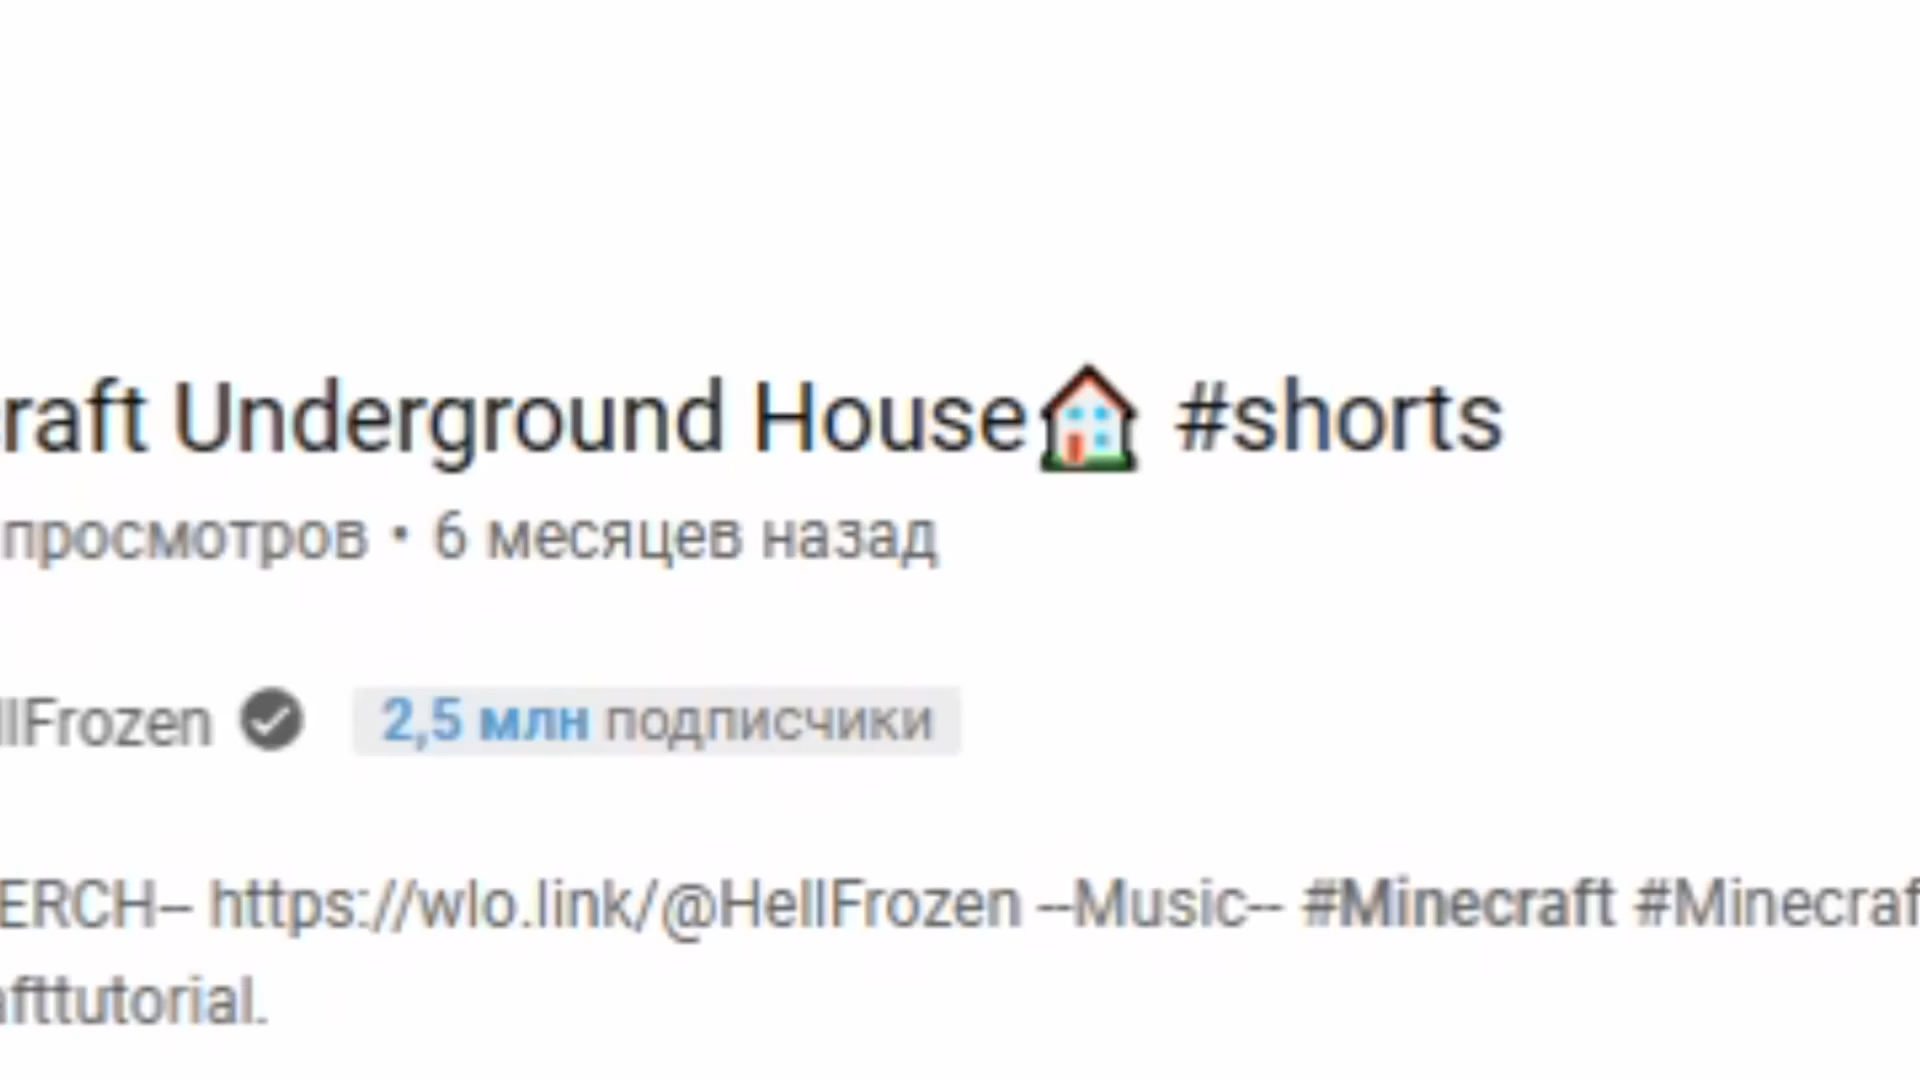 raft Underground House🏠 #shorts
просмотров • 6 месяцев назад
llFrozen 2,5 млн подписчики
ERCH-- https://wlo.link/@HellFrozen --Music-- #Minecraft #Minecraf
afttutorial.